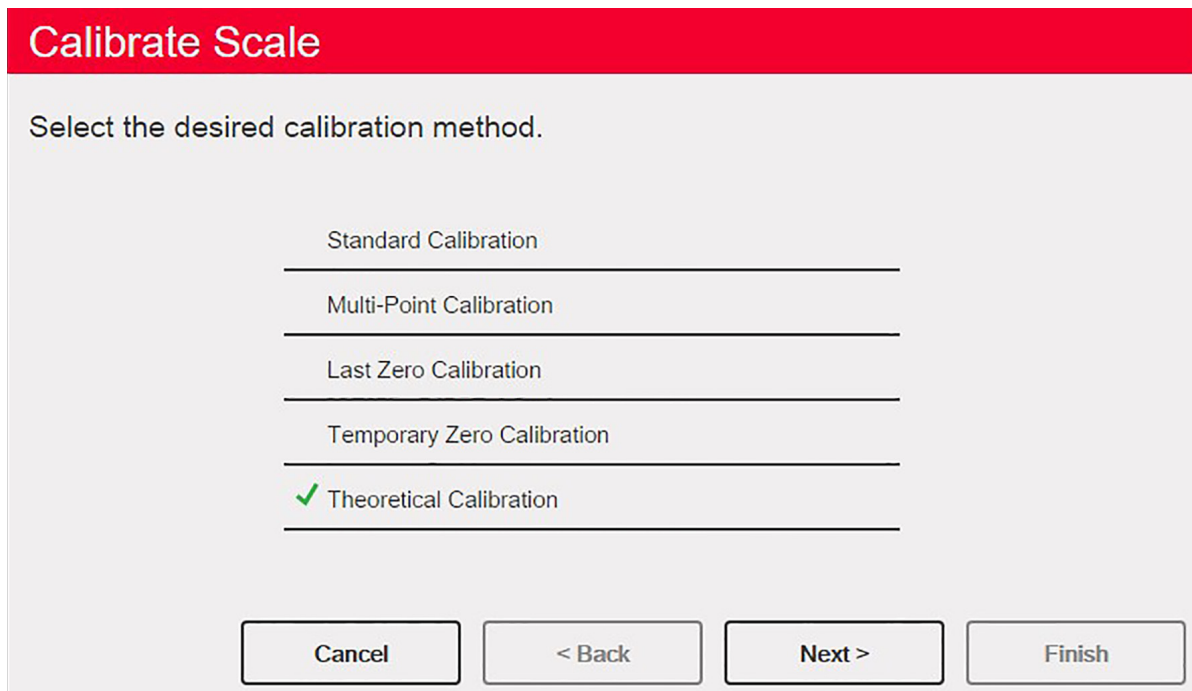 Calibrate Scale
Select the desired calibration method.
Standard Calibration
Multi-Point Calibration
Last Zero Calibration
Temporary Zero Calibration
Theoretical Calibration
Cancel
< Back
Next >
Finish